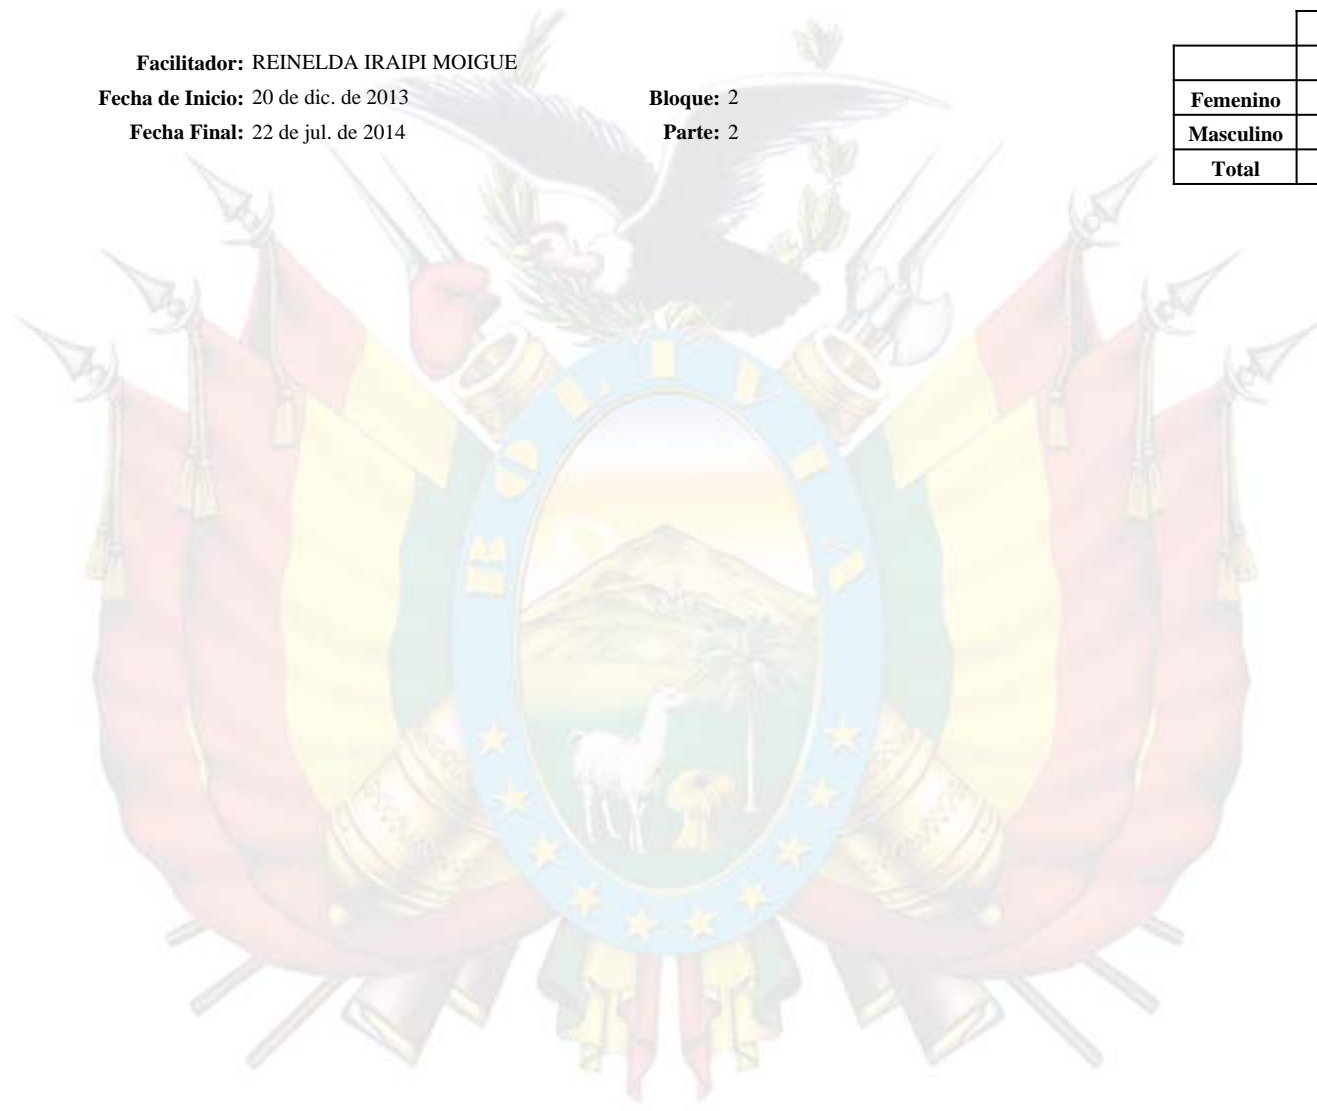 Facilitador: REINELDA IRAIPI MOIGUE
Fecha de Inicio: 20 de dic. de 2013 Bloque: 2
Fecha Final: 22 de jul. de 2014 Parte: 2
Femenino
Masculino
Total
BOLIVIA